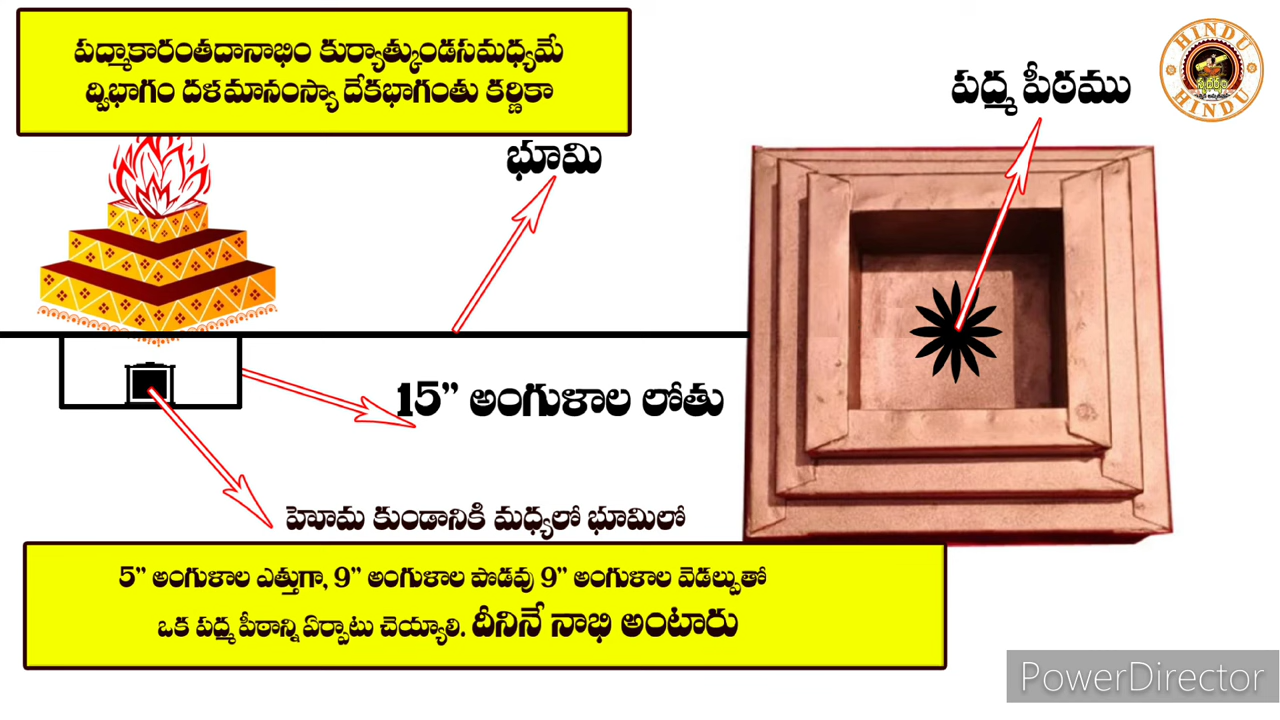 పద్మాకారంతదానాభిం కుర్యాత్కుండసమధ్యమే
ద్విభాగం దళమానంస్యా దేకభాగంతు కర్ణికా
భూమి
పద్మ పీఠము
HINDU
స్వధర్మం
HINDU
15” అంగుళాల లోతు
హెూమ కుండానికి మధ్యలో భూమిలో
5” అంగుళాల ఎత్తుగా, 9” అంగుళాల పొడవు 9” అంగుళాల వెడల్పుతో
ఒక పద్మ పీఠాన్ని ఏర్పాటు చెయ్యాలి. దీనినే నాభి అంటారు
PowerDirector